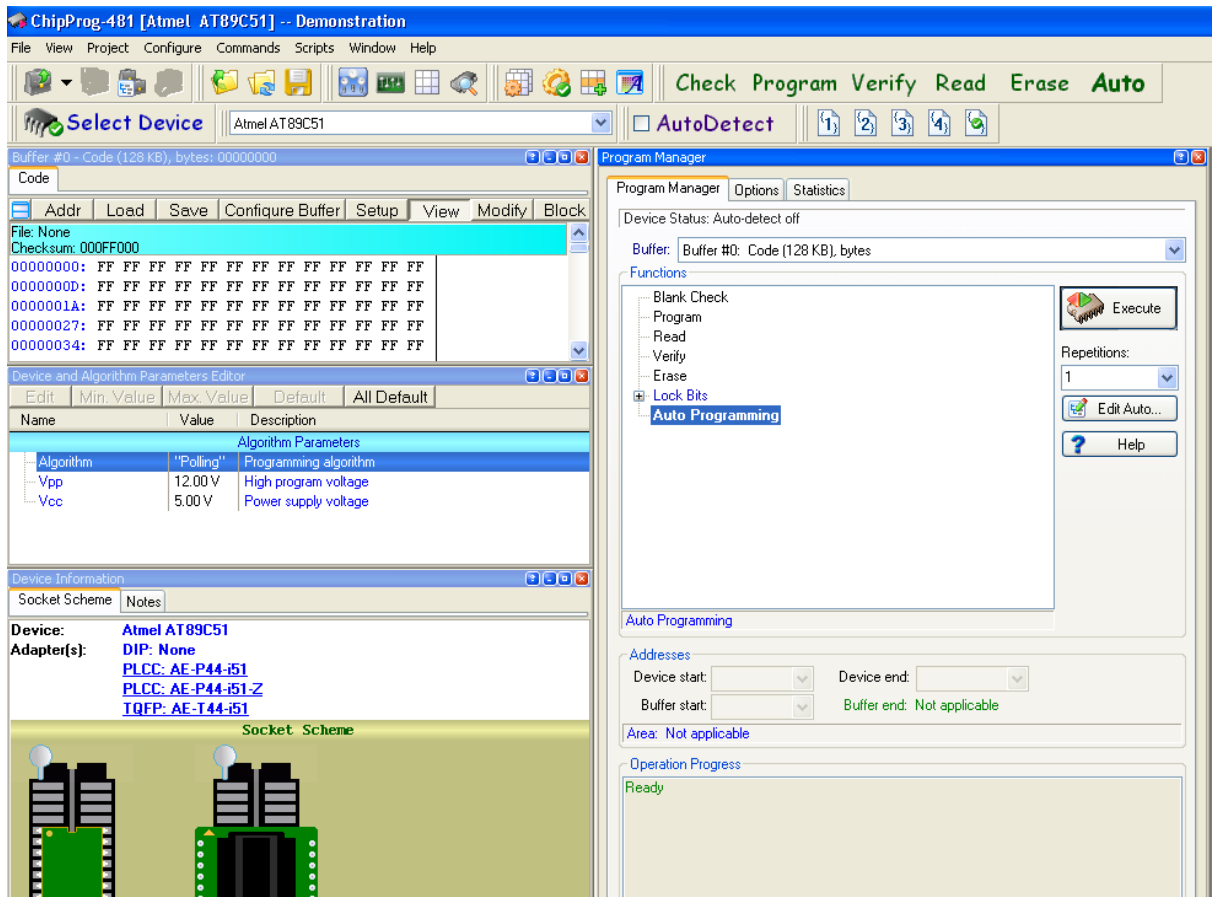 ChipProg-481 [Atmel AT89C51] -- Demonstration
File View Project Configure Commands Scripts Window Help
Check Program Verify Read Erase Auto
Select Device Atmel AT89C51 AutoDetect 1 2 3 4
Buffer #0 - Code (128 KB), bytes: 00000000
Code
Addr Load Save Configure Buffer Setup View Modify Block
File: None
Checksum: 000FF000
00000000: FF FF FF FF FF FF FF FF FF FF FF FF FF
0000000D: FF FF FF FF FF FF FF FF FF FF FF FF FF
0000001A: FF FF FF FF FF FF FF FF FF FF FF FF FF
00000027: FF FF FF FF FF FF FF FF FF FF FF FF FF
00000034: FF FF FF FF FF FF FF FF FF FF FF FF FF
Device and Algorithm Parameters Editor
Edit Min. Value Max. Value Default All Default
Name Value Description
Algorithm Parameters
Algorithm "Polling" Programming algorithm
Vpp 12.00 V High program voltage
Vcc 5.00 V Power supply voltage
Device Information
Socket Scheme Notes
Device: Atmel AT89C51
Adapter(s): DIP: None
PLCC: AE-P44-i51
PLCC: AE-P44-i51-Z
TQFP: AE-T44-i51
Socket Scheme
Program Manager
Program Manager Options Statistics
Device Status: Auto-detect off
Buffer: Buffer #0: Code (128 KB), bytes
Functions
Blank Check
Program
Read
Verify
Erase
Lock Bits
Auto Programming
Execute
Repetitions:
1
Edit Auto...
? Help
Auto Programming
Addresses
Device start: Device end:
Buffer start: Buffer end: Not applicable
Area: Not applicable
Operation Progress
Ready